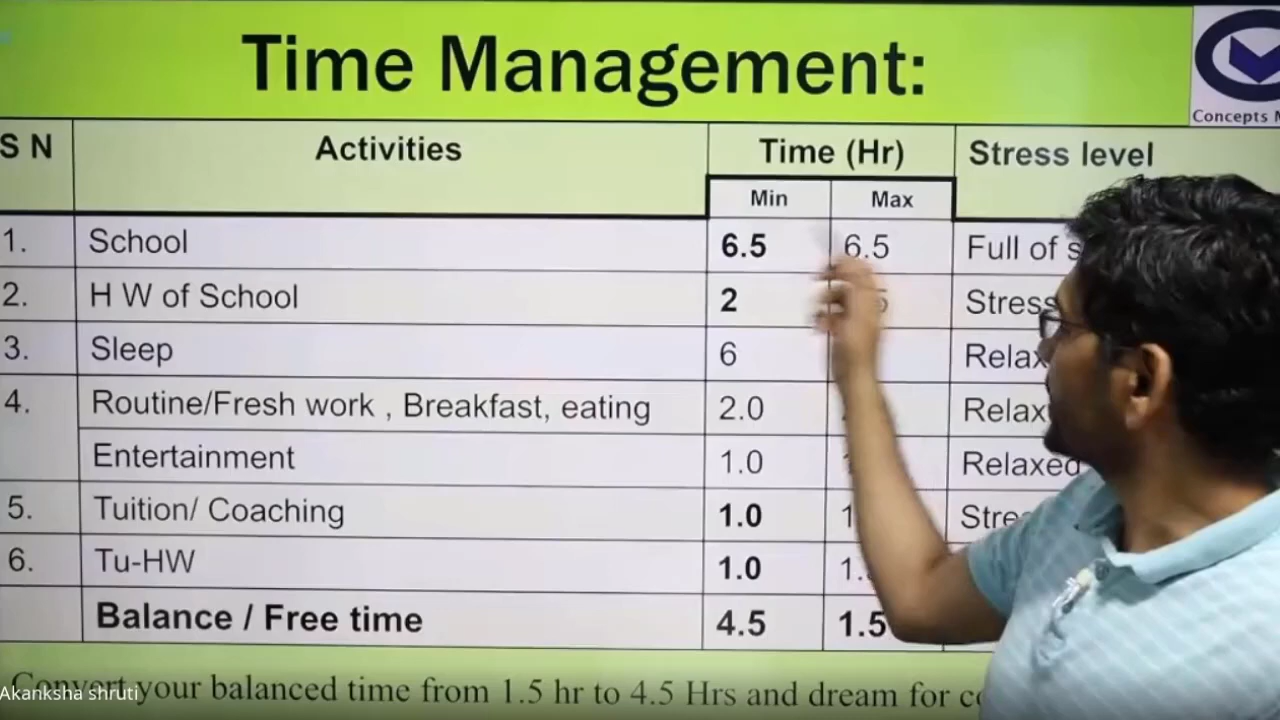 Time Management:
Concepts
S N Activities Time (Hr) Stress level
Min Max
1. School 6.5 6.5 Full of
2. H W of School 2 Stress
3. Sleep 6
4. Routine/Fresh work , Breakfast, eating 2.0
Entertainment 1.0 Relaxed
5. Tuition/ Coaching 1.0
6. Tu-HW 1.0
Balance / Free time 4.5 1.5
Akanksha shruti
Convert your balanced time from 1.5 hr to 4.5 Hrs and dream for